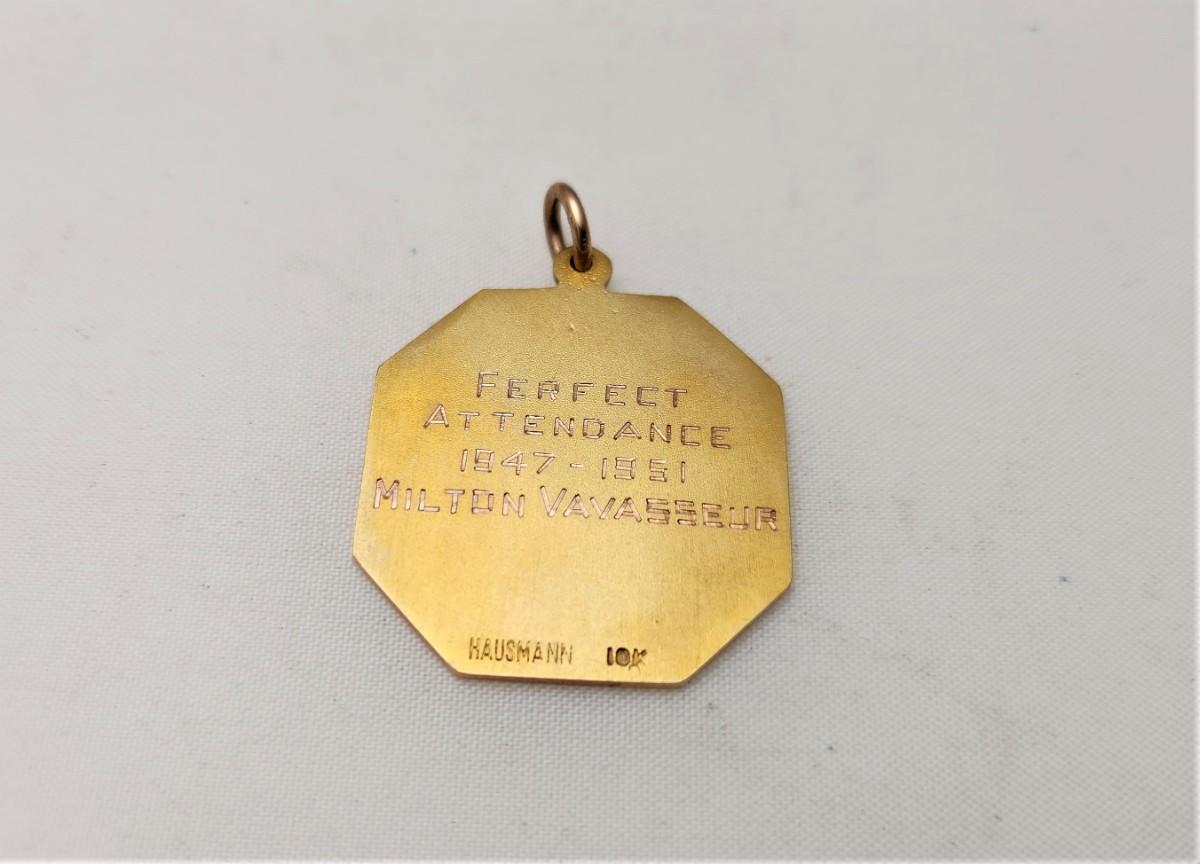 FERFECT
ATTENDANCE
1947-1951
MILTON VAVASSEUR
HAUSMANN 10K